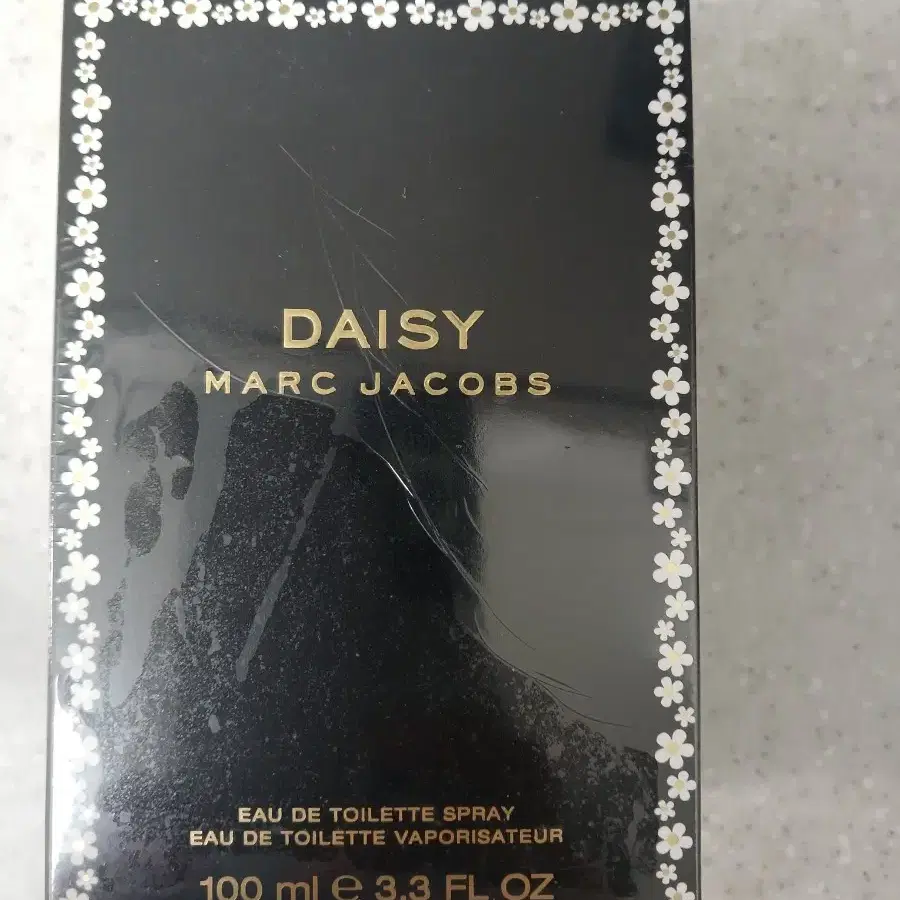 DAISY
MARC JACOBS
EAU DE TOILETTE SPRAY
EAU DE TOILETTE VAPORISATEUR
100 ml e 3.3 FL OZ